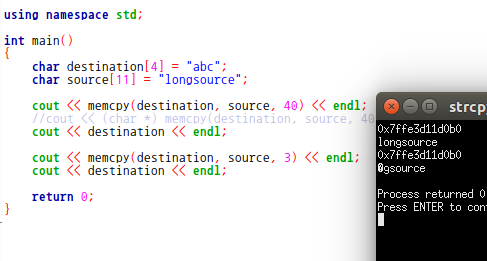 using namespace std;
int main()
{
char destination[4] = "abc";
char source[11] = "longsource";
cout << memcpy(destination, source, 40) << endl;
//cout << (char *) memcpy(destination, source, 40
cout << destination << endl;
cout << memcpy(destination, source, 3) << endl;
cout << destination << endl;
return 0;
}
strcpy
0x7ffe3d11d0b0
longsource
0x7ffe3d11d0b0
gsource
Process returned 0
Press ENTER to con